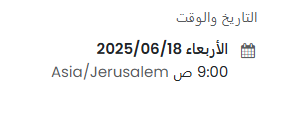 التاريخ والوقت
الأربعاء 2025/06/18
9:00 ص Asia/Jerusalem